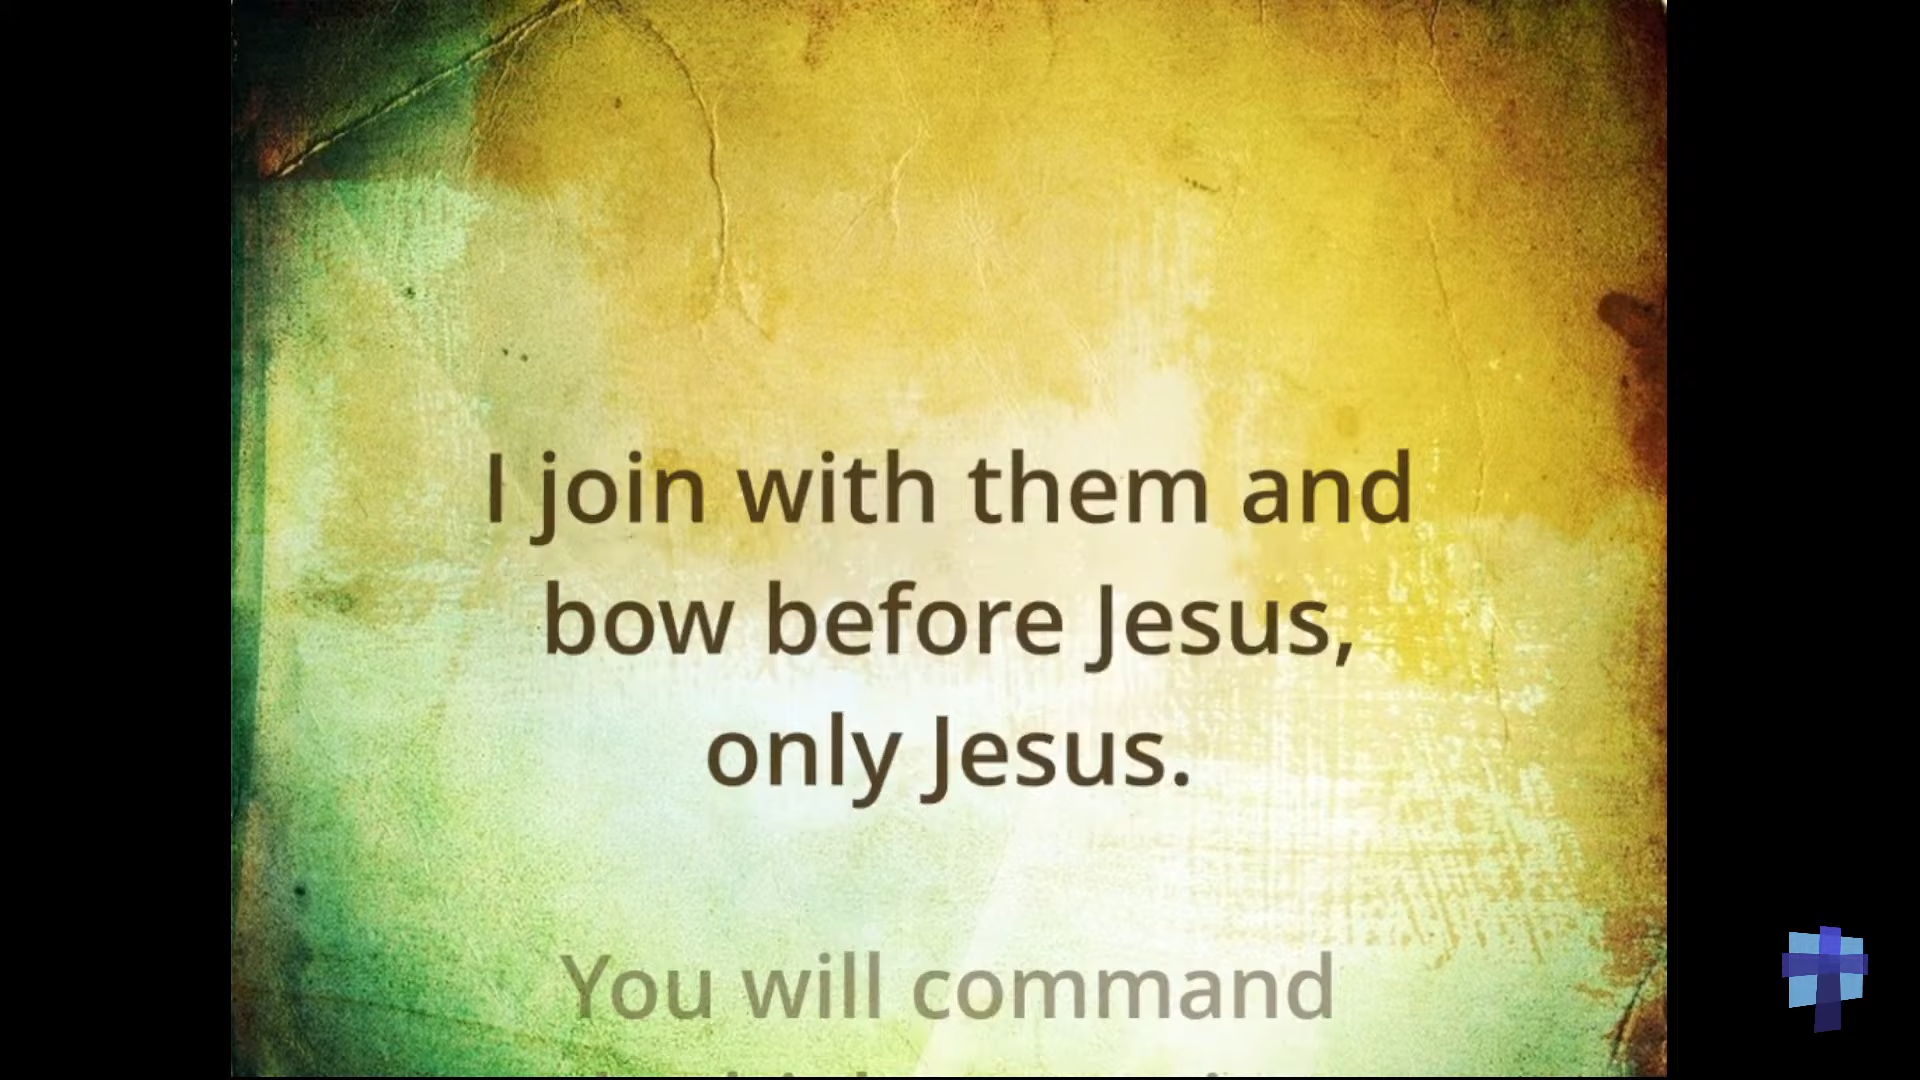 I join with them and
bow before Jesus,
only Jesus.
You will command